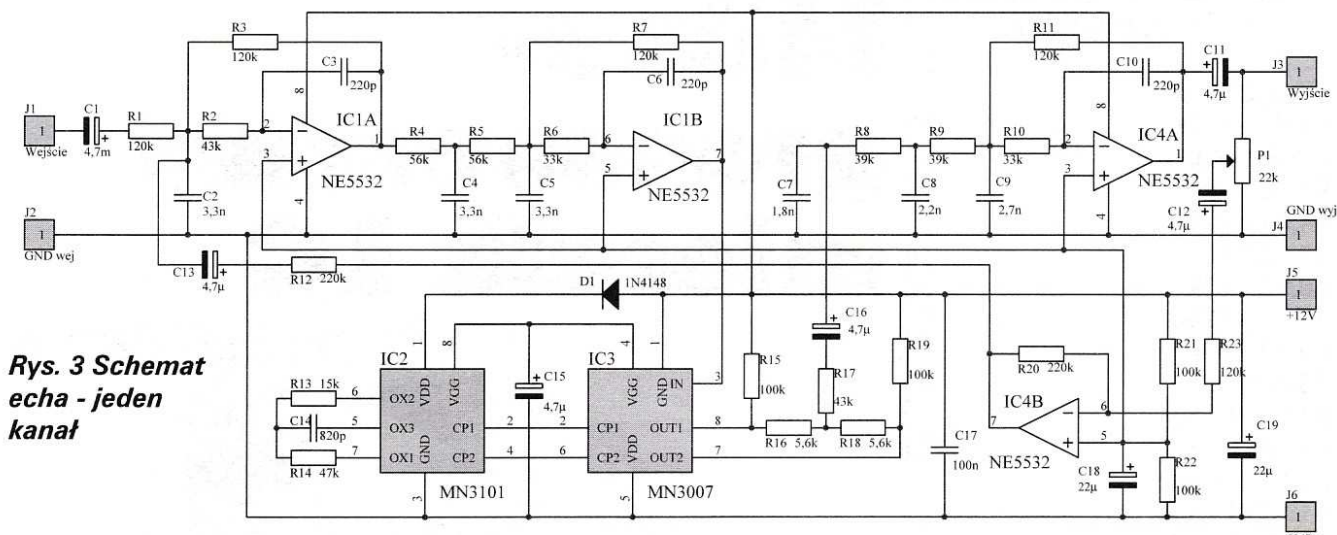 R3
120k
C3
220p
8
IC1A
J1
1
Wejście
C1
4,7m
R1
120k
R2
43k
2
3
1
NE5532
4
C2
3,3n
J2
1
GND wej
R4
56k
R5
56k
C4
3,3n
C5
3,3n
R7
120k
C6
220p
R6
33k
6
5
7
IC1B
NE5532
R8
39k
R9
39k
R10
33k
C7
1,8n
C8
2,2n
C9
2,7n
R11
120k
C10
220p
8
2
3
1
4
IC4A
NE5532
C11
4,7µ
J3
1
Wyjście
P1
22k
C12
4,7µ
GND wyj
J4
1
C13
4,7µ
R12
220k
D1
1N4148
J5
1
+12V
Rys. 3 Schemat
echa - jeden
kanał
IC2
1
8
VDD
VGG
R13
15k
6
OX2
C14
820p
5
OX3
R14
47k
7
OX1
GND
CP1
2
CP2
4
3
MN3101
C15
4,7µ
IC3
4
1
VGG
GND
IN
3
2
CP1
6
CP2
OUT1
8
OUT2
7
VDD
5
MN3007
R15
100k
C16
4,7µ
R17
43k
R16
5,6k
R18
5,6k
R19
100k
C17
100n
R20
220k
IC4B
7
6
5
NE5532
C18
22µ
R21
100k
R22
100k
R23
120k
C19
22µ
J6
1